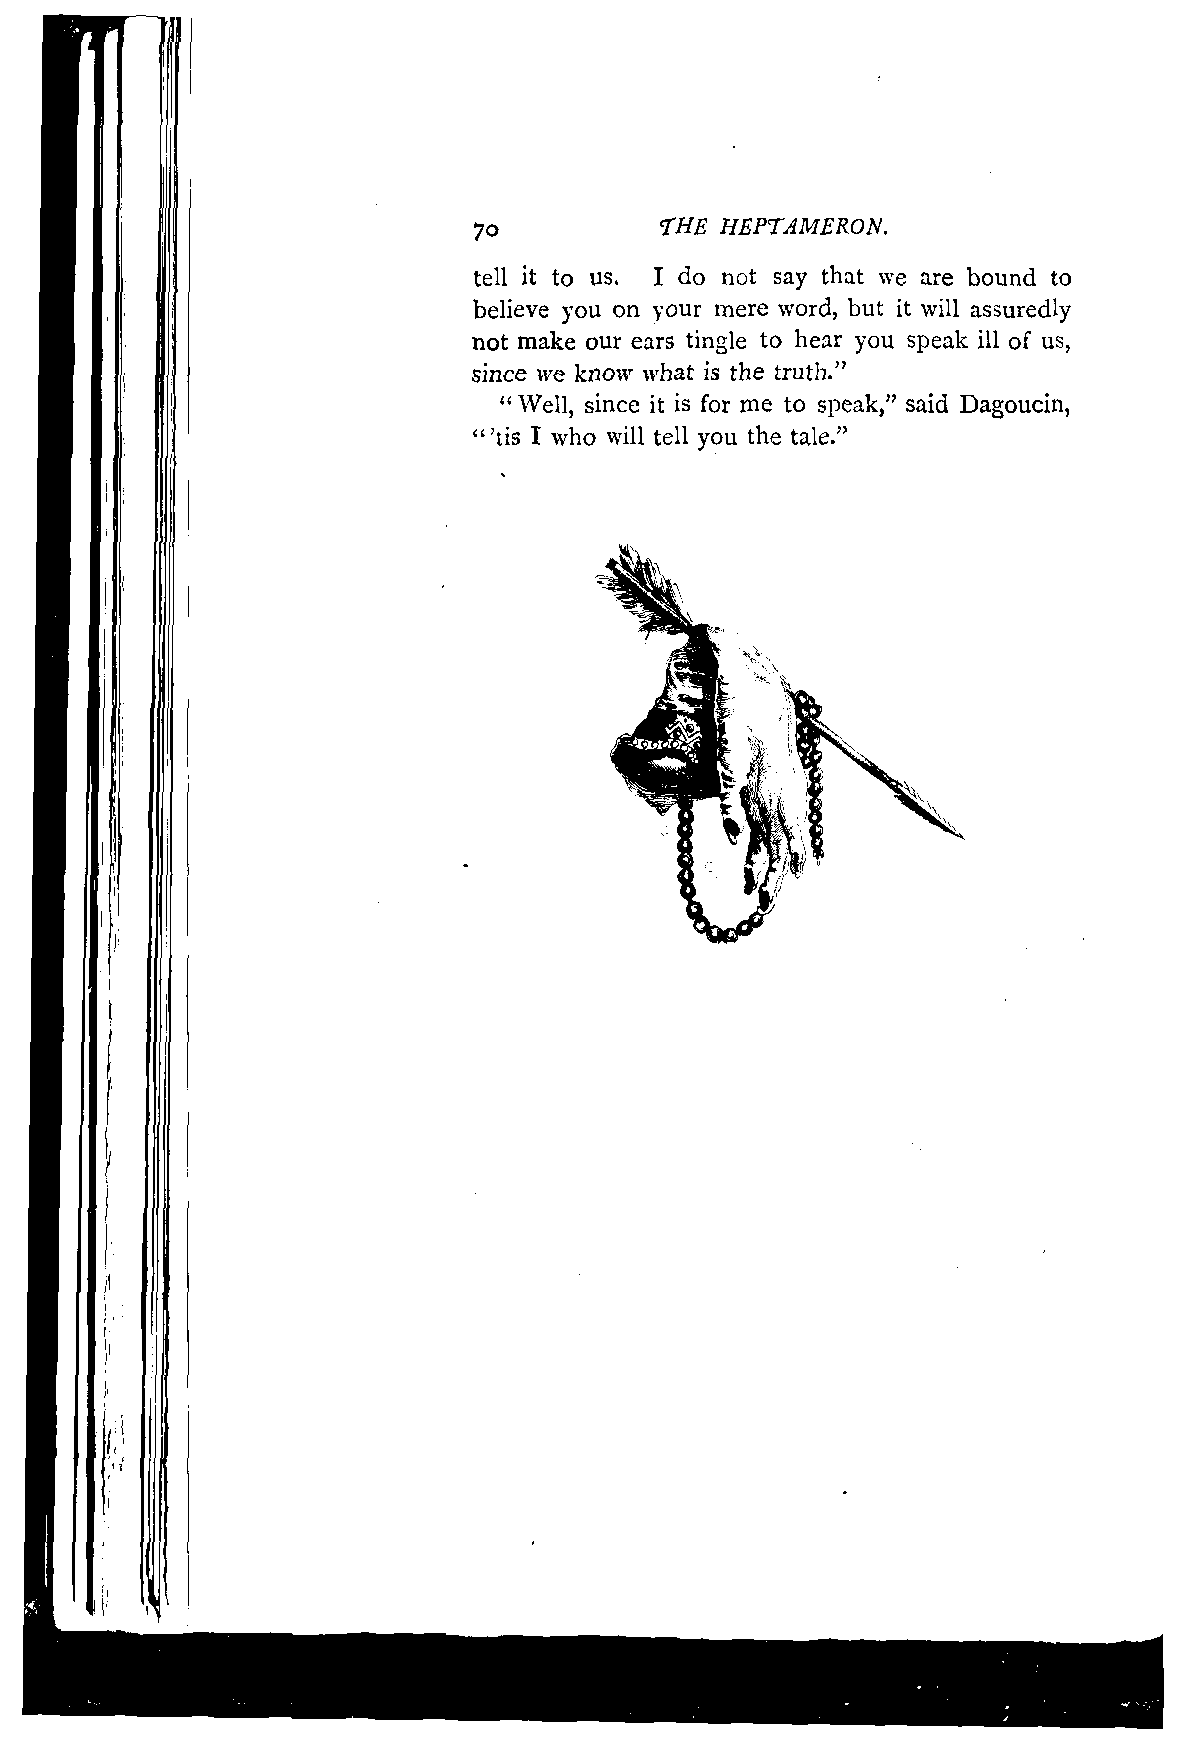 70 THE HEPTAMERON.
tell it to us. I do not say that we are bound to
believe you on your mere word, but it will assuredly
not make our ears tingle to hear you speak ill of us,
since we know what is the truth.”
“Well, since it is for me to speak,” said Dagoucin,
“’tis I who will tell you the tale.”